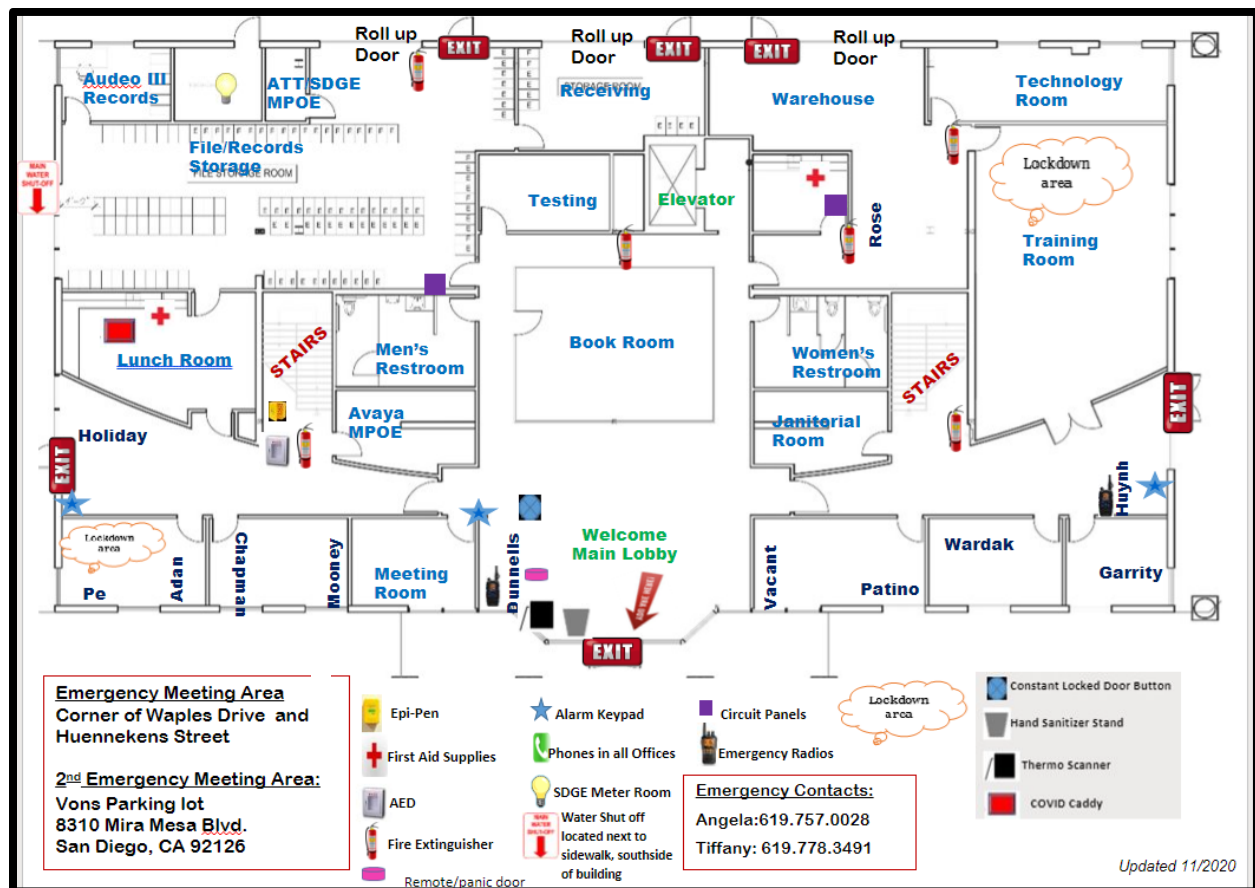 Roll up
Door
EXIT
Roll up
Door
EXIT
EXIT
Roll up
Door
Audeo III
Records
ATT/SDGE
MPOE
STORAGE ROOM
Receiving
Warehouse
Technology
Room
MAIN
WATER
SHUT-OFF
File/Records
Storage
FILE STORAGE ROOM
Testing
Elevator
Rose
Lockdown
area
Training
Room
Lunch Room
STAIRS
Men's
Restroom
Book Room
Women's
Restroom
STAIRS
Avaya
MPOE
Janitorial
Room
EXIT
Holiday
EXIT
Huynh
Lockdown
area
Pe
Adan
Chapman
Mooney
Meeting
Room
Dunnells
Welcome
Main Lobby
YOU ARE HERE!
EXIT
Vacant
Patino
Wardak
Garrity
Emergency Meeting Area
Corner of Waples Drive and
Huennekens Street
2nd Emergency Meeting Area:
Vons Parking lot
8310 Mira Mesa Blvd.
San Diego, CA 92126
Epi-Pen
First Aid Supplies
AED
Fire Extinguisher
Remote/panic door
Alarm Keypad
Phones in all Offices
SDGE Meter Room
MAIN
WATER
SHUT-OFF
Water Shut off
located next to
sidewalk, southside
of building
Circuit Panels
Emergency Radios
Lockdown
area
Emergency Contacts:
Angela:619.757.0028
Tiffany: 619.778.3491
Constant Locked Door Button
Hand Sanitizer Stand
Thermo Scanner
COVID Caddy
Updated 11/2020